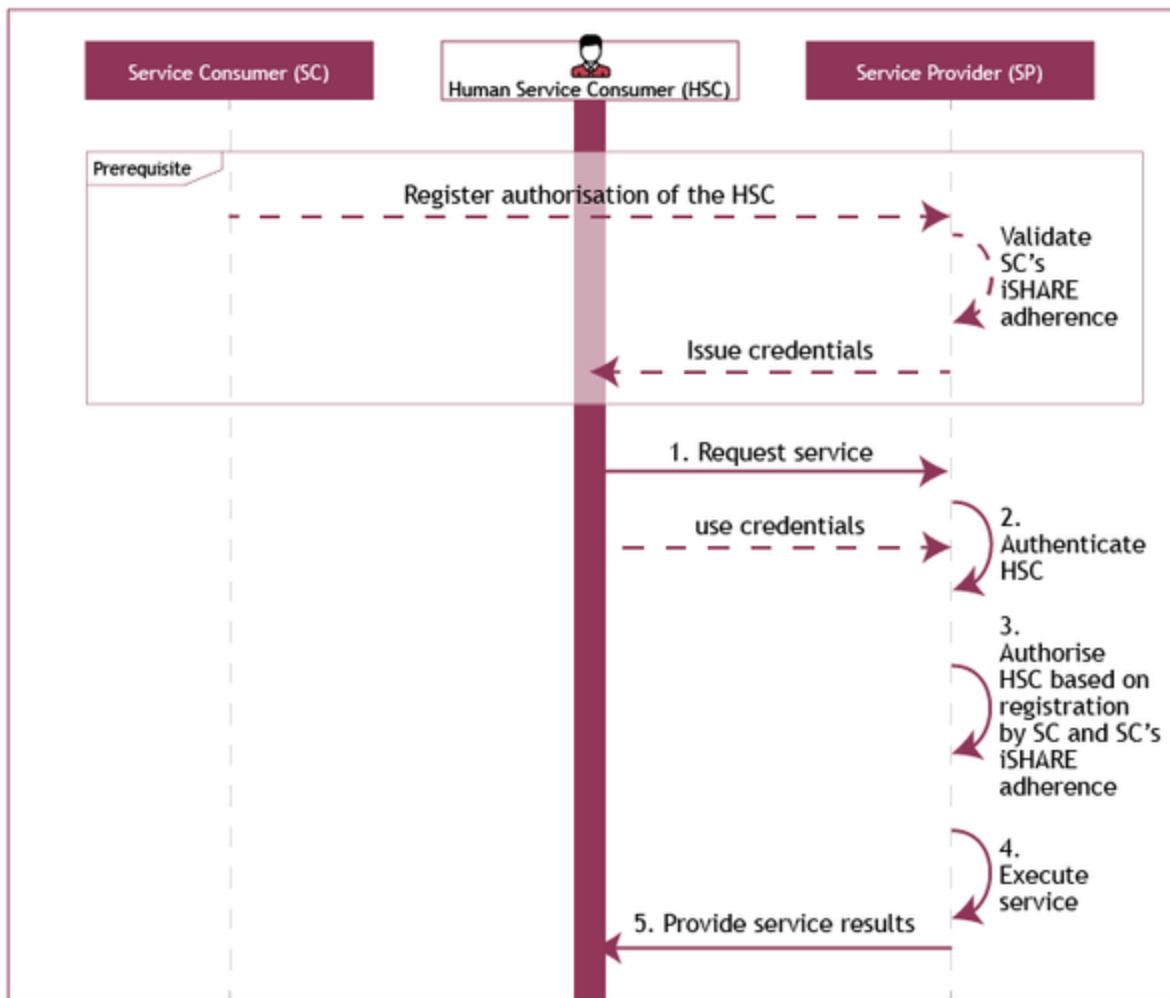 Service Consumer (SC)
Human Service Consumer (HSC)
Service Provider (SP)
Prerequisite
Register authorisation of the HSC
Validate
SC's
iSHARE
adherence
Issue credentials
1. Request service
use credentials
2.
Authenticate
HSC
3.
Authorise
HSC based on
registration
by SC and SC's
iSHARE
adherence
4.
Execute
service
5. Provide service results